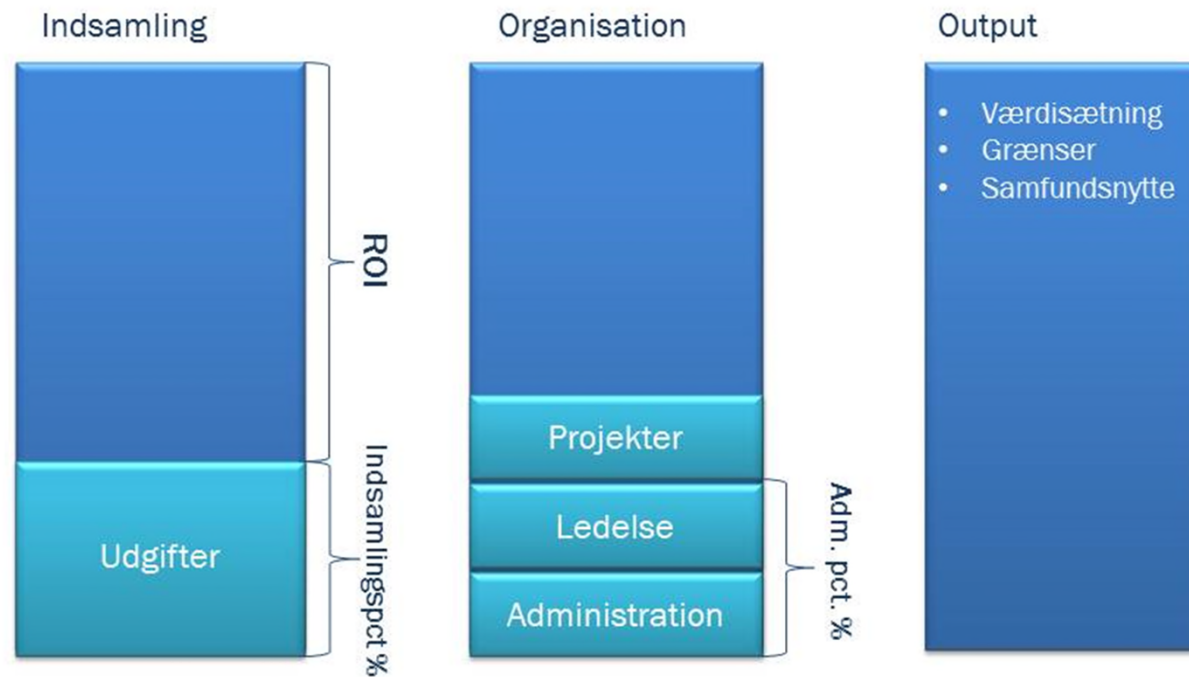 Indsamling
Organisation
Output
ROI
Indsamlingspct %
Udgifter
Projekter
Ledelse
Administration
Adm. pct. %
• Værdisætning
• Grænser
• Samfundsnytte